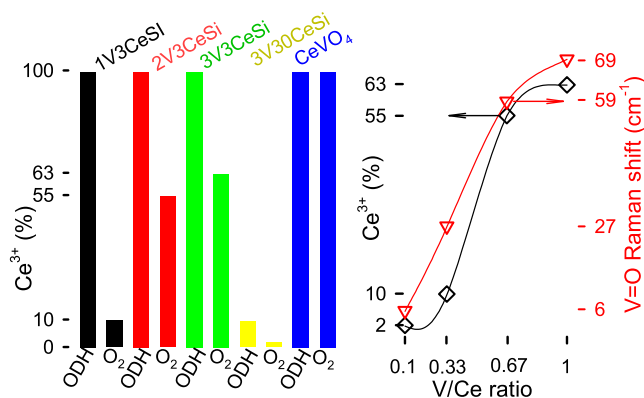 1V3CeSI
2V3CeSi
3V3CeSi
3V30CeSi
CeVO₄
100
63
55
10
0
Ce³⁺ (%)
ODH
O₂
ODH
O₂
ODH
O₂
ODH
O₂
ODH
O₂
63
55
10
2
Ce³⁺ (%)
69
59
27
6
V=O Raman shift (cm⁻¹)
0.1 0.33 0.67 1
V/Ce ratio